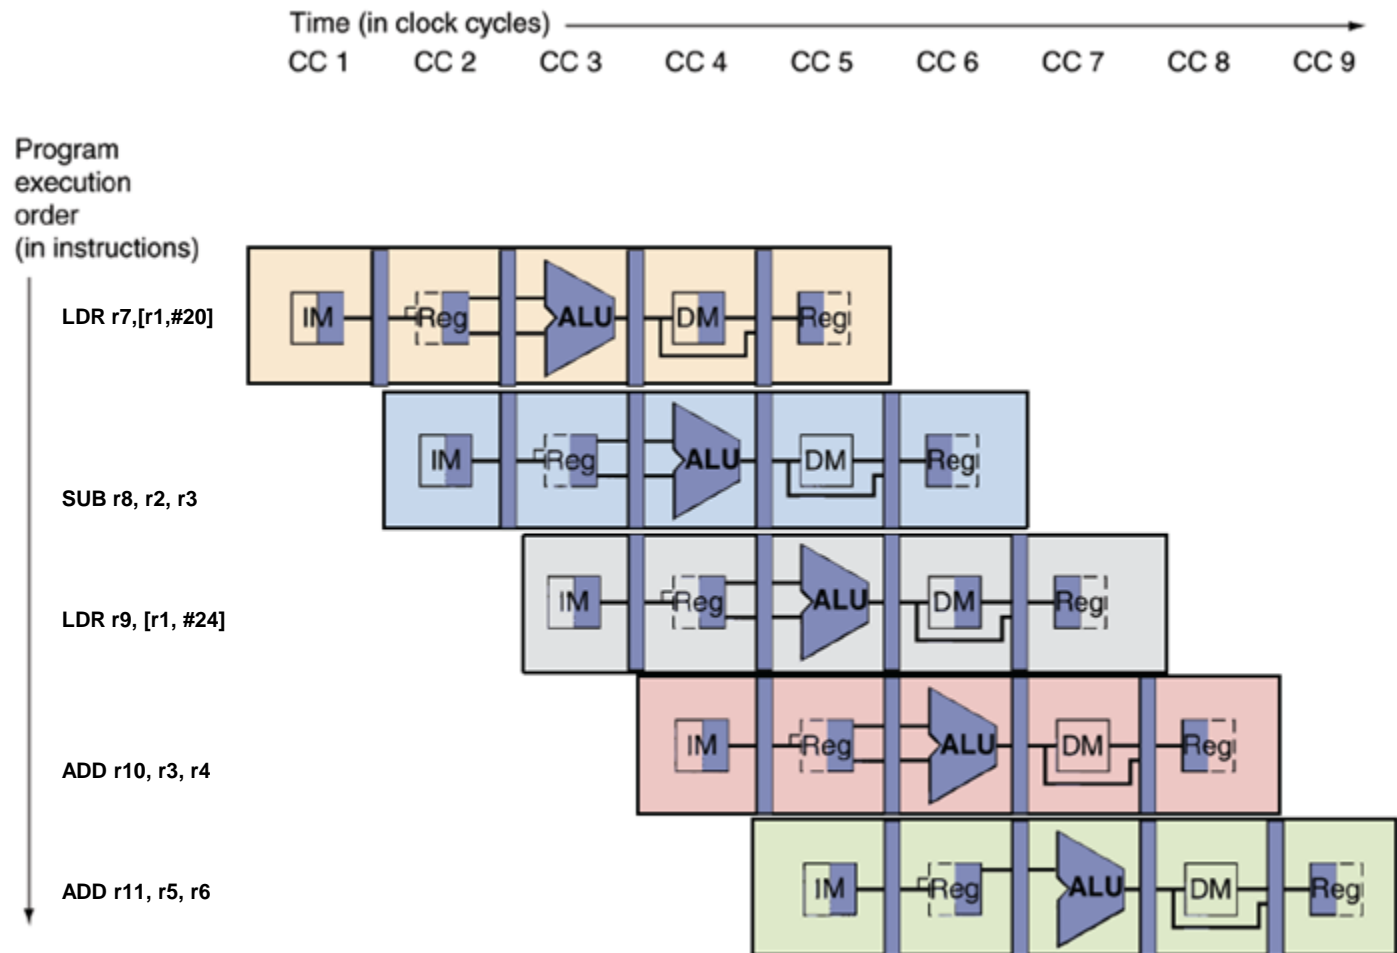 Time (in clock cycles)
CC 1 CC 2 CC 3 CC 4 CC 5 CC 6 CC 7 CC 8 CC 9
Program
execution
order
(in instructions)
LDR r7,[r1,#20]
IM Reg ALU DM Reg
SUB r8, r2, r3
IM Reg ALU DM Reg
LDR r9, [r1, #24]
IM Reg ALU DM Reg
ADD r10, r3, r4
IM Reg ALU DM Reg
ADD r11, r5, r6
IM Reg ALU DM Reg